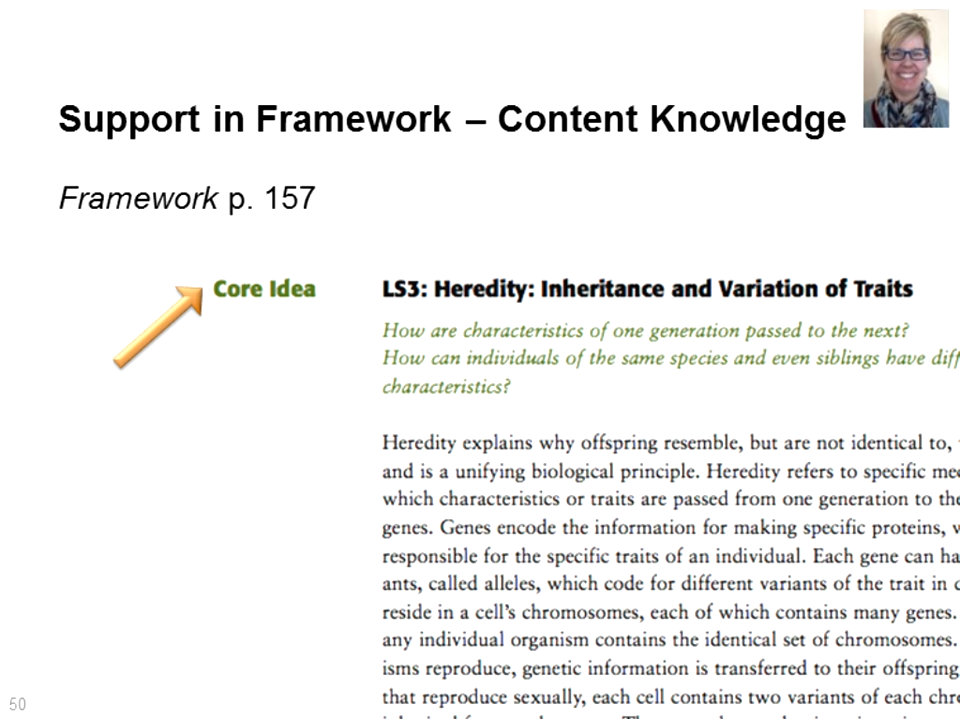 Support in Framework – Content Knowledge
Framework p. 157
Core Idea
LS3: Heredity: Inheritance and Variation of Traits
How are characteristics of one generation passed to the next?
How can individuals of the same species and even siblings have diff
characteristics?
Heredity explains why offspring resemble, but are not identical to,
and is a unifying biological principle. Heredity refers to specific me
which characteristics or traits are passed from one generation to the
genes. Genes encode the information for making specific proteins,
responsible for the specific traits of an individual. Each gene can ha
ants, called alleles, which code for different variants of the trait in
reside in a cell's chromosomes, each of which contains many genes.
any individual organism contains the identical set of chromosomes.
isms reproduce, genetic information is transferred to their offspring.
that reproduce sexually, each cell contains two variants of each chr
50